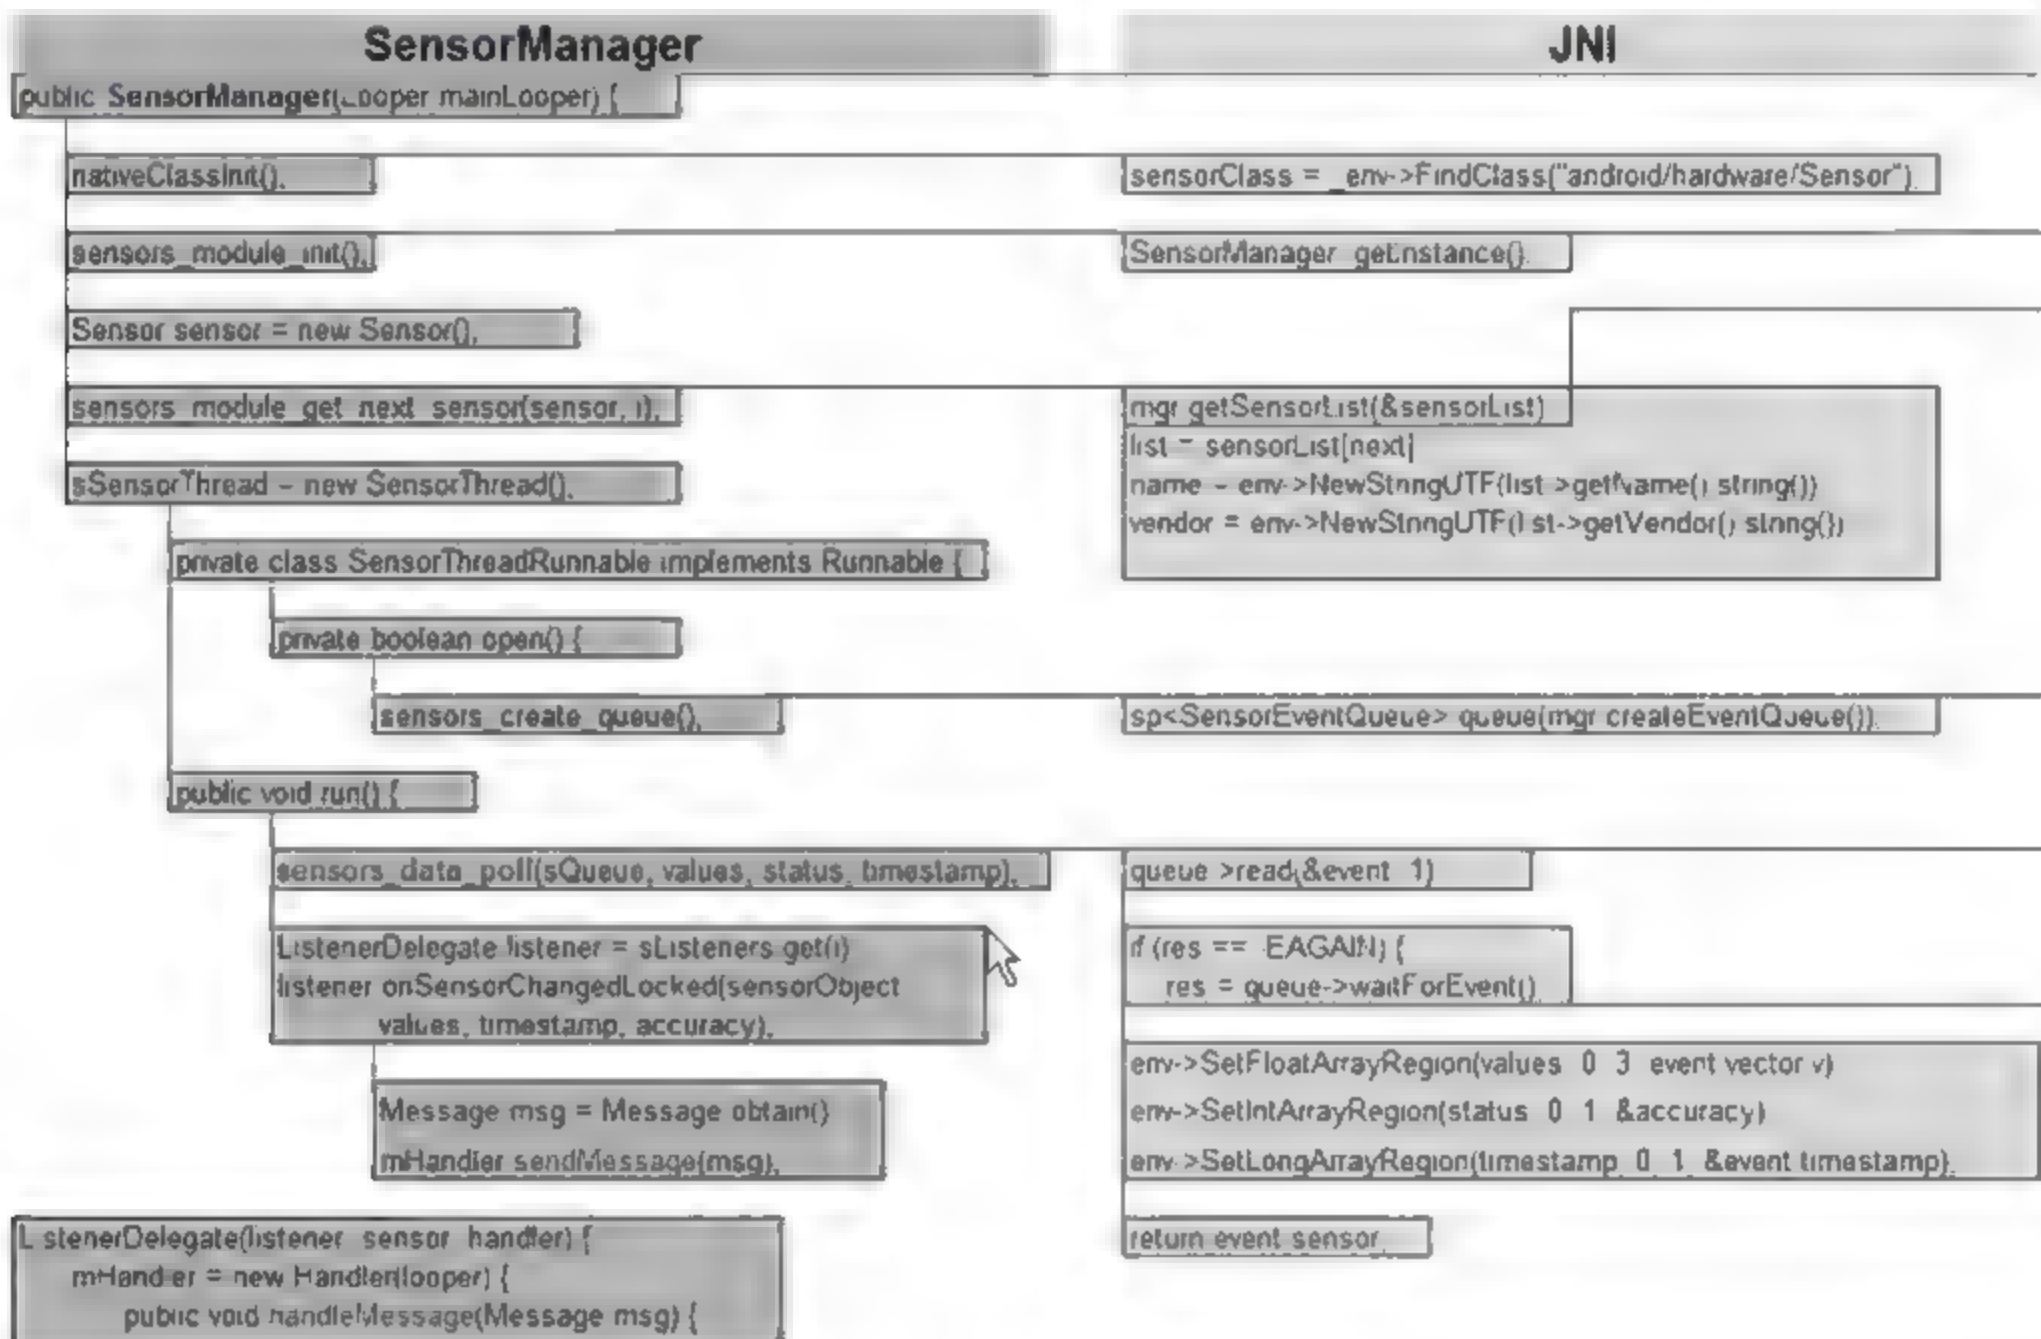 SensorManager
JNI
public SensorManager(Looper mainLooper) {
nativeClassInit(),
sensorClass = _env->FindClass("android/hardware/Sensor")
sensors_module_init(),
SensorManager getInstance()
Sensor sensor = new Sensor(),
sensors_module_get_next_sensor(sensor, i),
mgr getSensorList(&sensorList)
list = sensorList[next]
sSensorThread = new SensorThread(),
name = env->NewStringUTF(list->getName() string())
vendor = env->NewStringUTF(list->getVendor() string())
private class SensorThreadRunnable implements Runnable {
private boolean open() {
sensors_create_queue(),
sp<SensorEventQueue> queue(mgr createEventQueue())
public void run() {
sensors_data_poll(sQueue, values, status, timestamp),
queue->read(&event 1)
ListenerDelegate listener = sListeners get(i)
listener onSensorChangedLocked(sensorObject
values, timestamp, accuracy),
if (res == EAGAIN) {
res = queue->waitForEvent()
env->SetFloatArrayRegion(values 0 3 event vector v)
env->SetIntArrayRegion(status 0 1 &accuracy)
env->SetLongArrayRegion(timestamp, 0, 1, &event timestamp),
Message msg = Message obtain()
mHandler sendMessage(msg),
return event sensor
ListenerDelegate(listener sensor handler) {
mHandler = new Handler(looper) {
public void handleMessage(Message msg) {